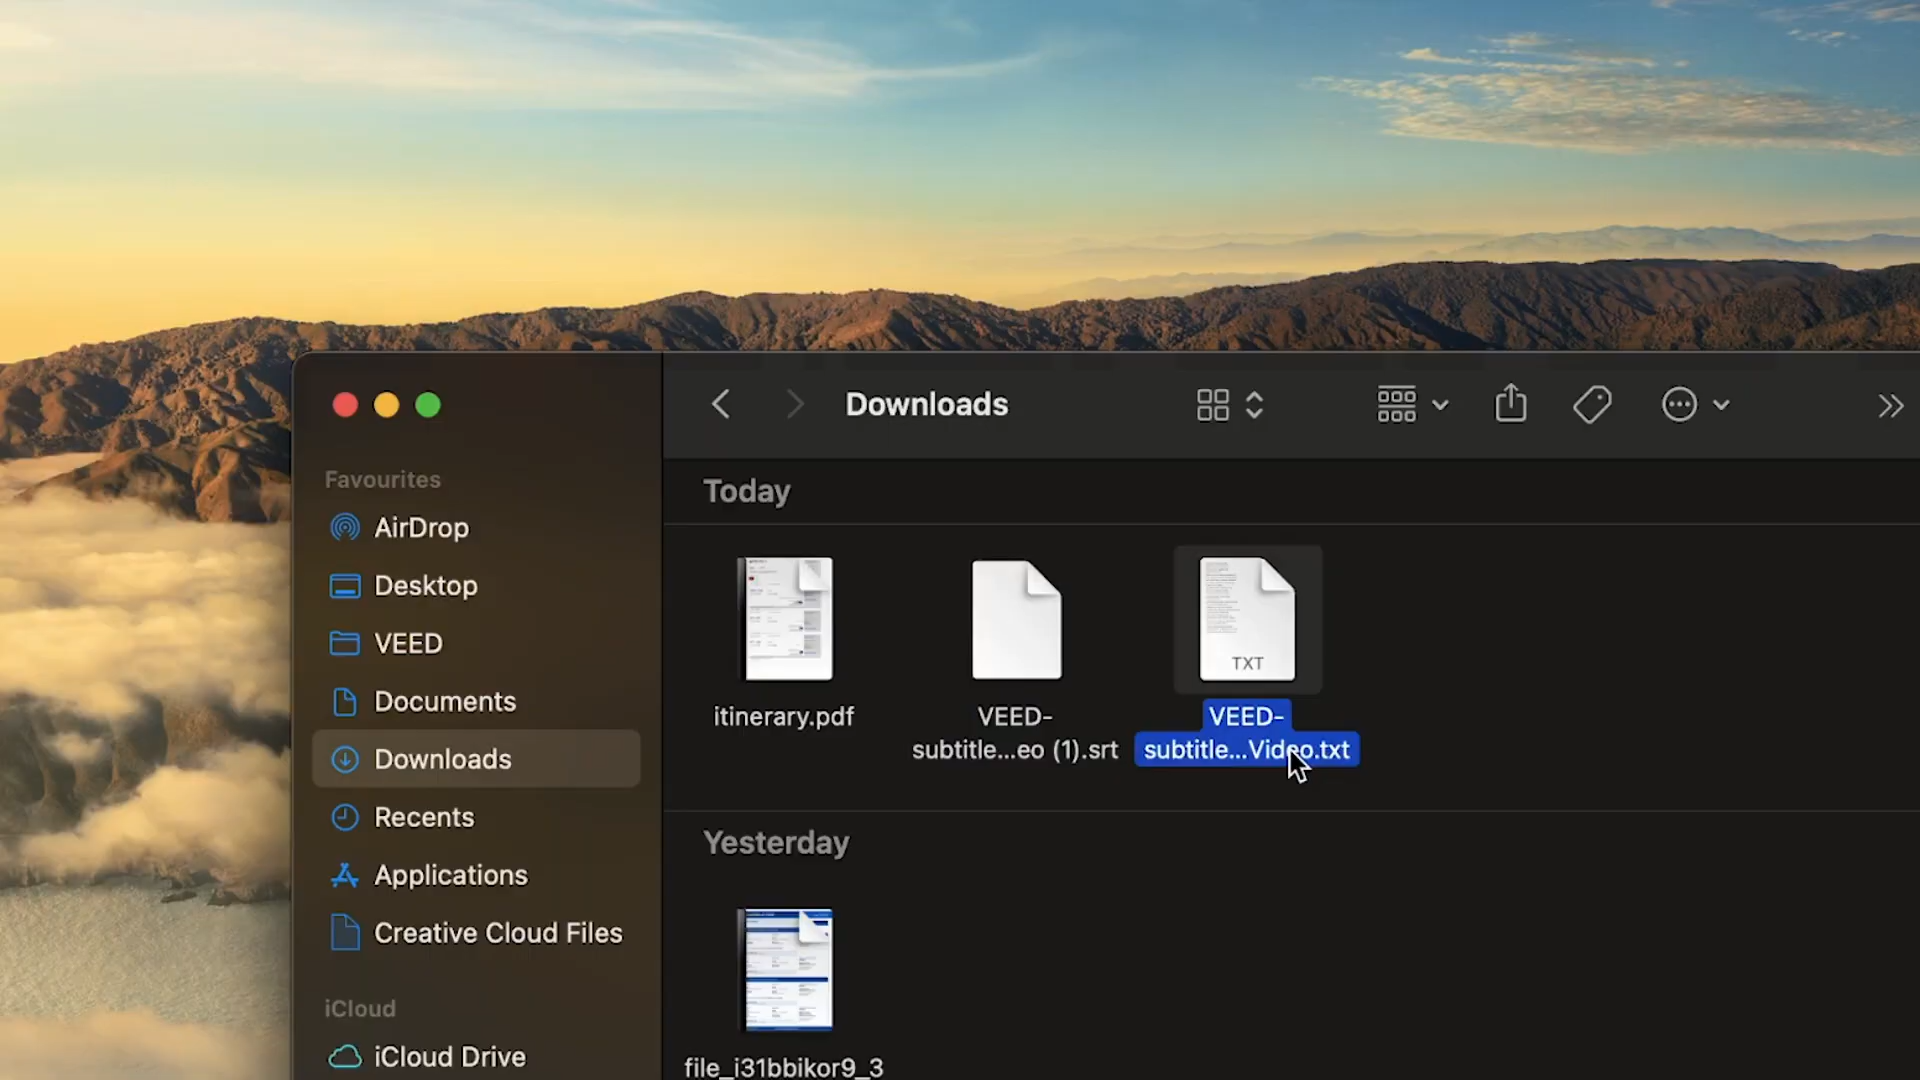 Downloads
Favourites
AirDrop
Desktop
VEED
Documents
Downloads
Recents
Applications
Creative Cloud Files
iCloud
iCloud Drive
Today
itinerary.pdf
VEED-
subtitle...eo (1).srt
TXT
VEED-
subtitle...Video.txt
Yesterday
file_i31bbikor9_3